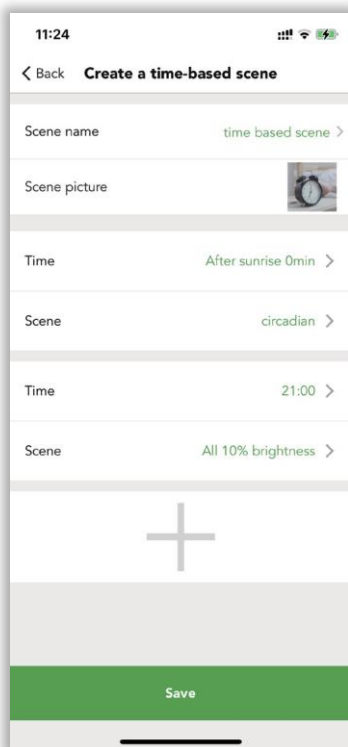 11:24
Back Create a time-based scene
Scene name time based scene
Scene picture
Time After sunrise 0min
Scene circadian
Time 21:00
Scene All 10% brightness
Save